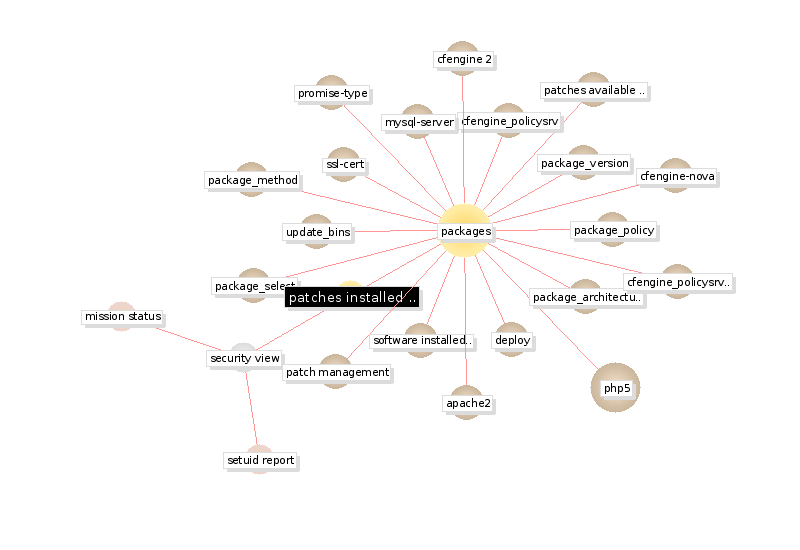 cfengine 2
promise-type
patches available ..
mysql-server
cfengine_policysrv
ssl-cert
package_version
package_method
cfengine-nova
update_bins
packages
package_policy
package_select
patches installed ..
package_architectu..
cfengine_policysrv..
mission status
software installed..
deploy
security view
patch management
php5
apache2
setuid report